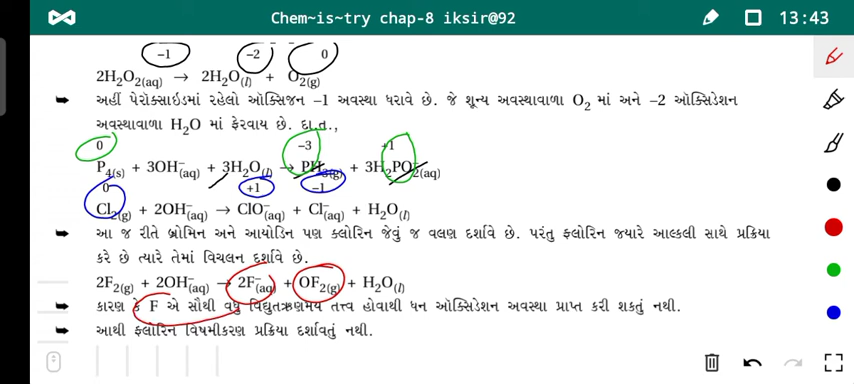 Chem~is~try chap-8 iksir@92
13:43
-1 -2 0
2H₂O₂(aq) → 2H₂O(l) + O₂(g)
➥ અહીં પેરોક્સાઇડમાં રહેલો ઑક્સિજન –1 અવસ્થા ધરાવે છે. જે શૂન્ય અવસ્થાવાળા O₂ માં અને –2 ઑક્સિડેશન
અવસ્થાવાળા H₂O માં ફેરવાય છે. દા.ત.,
0 –3 +1
P₄(s) + 3OH⁻(aq) + 3H₂O(l) → PH₃(g) + 3H₂PO₂⁻(aq)
0 +1 –1
Cl₂(g) + 2OH⁻(aq) → ClO⁻(aq) + Cl⁻(aq) + H₂O(l)
➥ આ જ રીતે બ્રોમિન અને આયોડિન પણ ક્લોરિન જેવું જ વલણ દર્શાવે છે. પરંતુ ફ્લોરિન જ્યારે આલ્કલી સાથે પ્રક્રિયા
કરે છે ત્યારે તેમાં વિચલન દર્શાવે છે.
2F₂(g) + 2OH⁻(aq) → 2F⁻(aq) + OF₂(g) + H₂O(l)
➥ કારણ કે F એ સૌથી વધુ વિદ્યુતઋણમય તત્ત્વ હોવાથી ધન ઑક્સિડેશન અવસ્થા પ્રાપ્ત કરી શકતું નથી.
➥ આથી ફ્લોરિન વિષમીકરણ પ્રક્રિયા દર્શાવતું નથી.